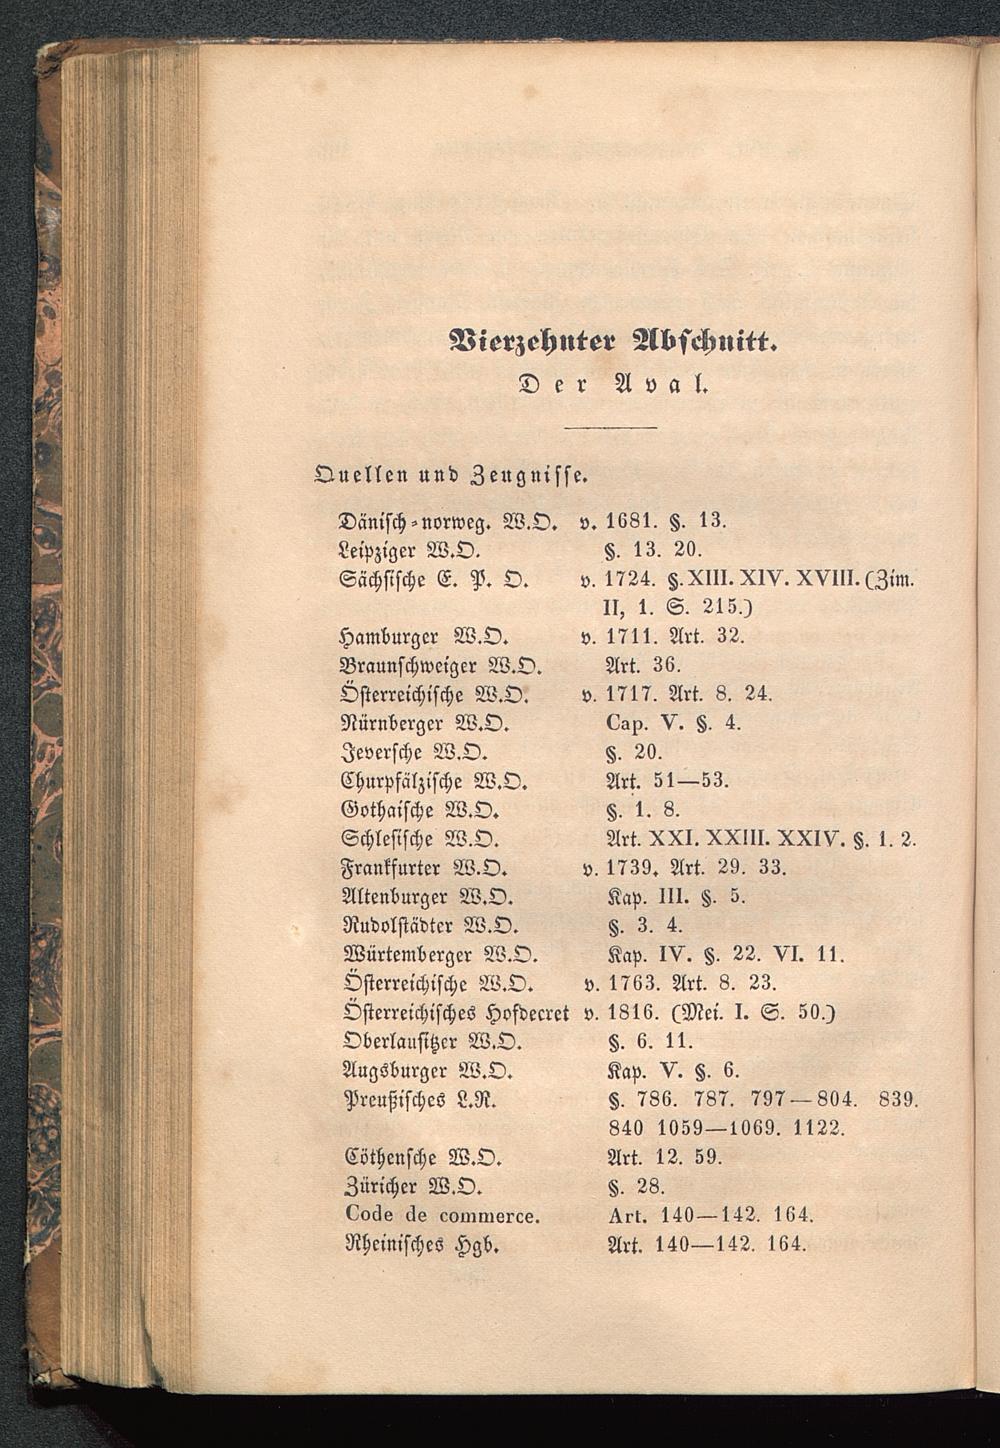 Vierzehnter Abschnitt.
Der Aval.
Quellen und Zeugnisse.
Dänisch-norweg. W.O. v. 1681. §. 13.
Leipziger W.O. §. 13. 20.
Sächsische E. P. O. v. 1724. §. XIII. XIV. XVIII. (Zim.
II, 1. S. 215.)
Hamburger W.O. v. 1711. Art. 32.
Braunschweiger W.O. Art. 36.
Österreichische W.O. v. 1717. Art. 8. 24.
Nürnberger W.O. Cap. V. §. 4.
Jeversche W.O. §. 20.
Churpfälzische W.O. Art. 51—53.
Gothaische W.O. §. 1. 8.
Schlesische W.O. Art. XXI. XXIII. XXIV. §. 1. 2.
Frankfurter W.O. v. 1739. Art. 29. 33.
Altenburger W.O. Kap. III. §. 5.
Rudolstädter W.O. §. 3. 4.
Würtemberger W.O. Kap. IV. §. 22. VI. 11.
Österreichische W.O. v. 1763. Art. 8. 23.
Österreichisches Hofdecret v. 1816. (Mei. I. S. 50.)
Oberlausitzer W.O. §. 6. 11.
Augsburger W.O. Kap. V. §. 6.
Preußisches L.R. §. 786. 787. 797—804. 839.
840 1059—1069. 1122.
Cöthensche W.O. Art. 12. 59.
Züricher W.O. §. 28.
Code de commerce. Art. 140—142. 164.
Rheinisches Hgb. Art. 140—142. 164.